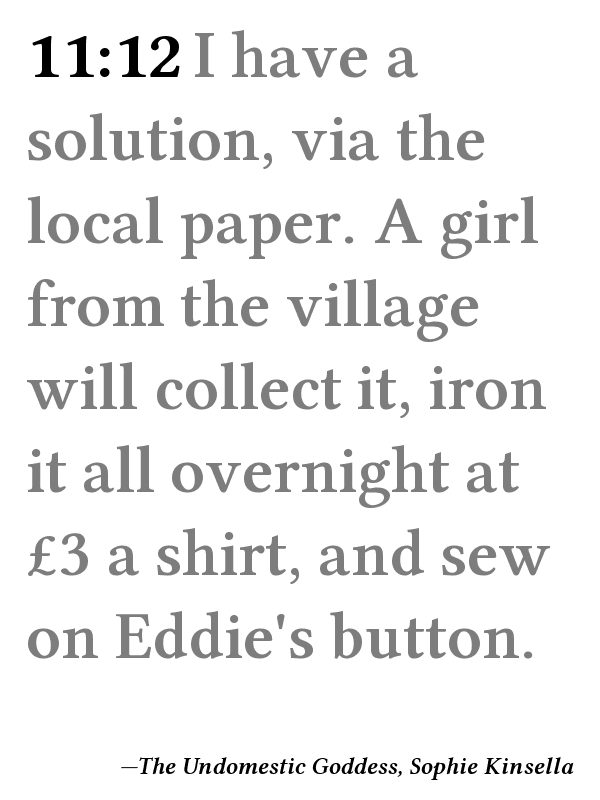 11:12 I have a
solution, via the
local paper. A girl
from the village
will collect it, iron
it all overnight at
£3 a shirt, and sew
on Eddie's button.
—The Undomestic Goddess, Sophie Kinsella